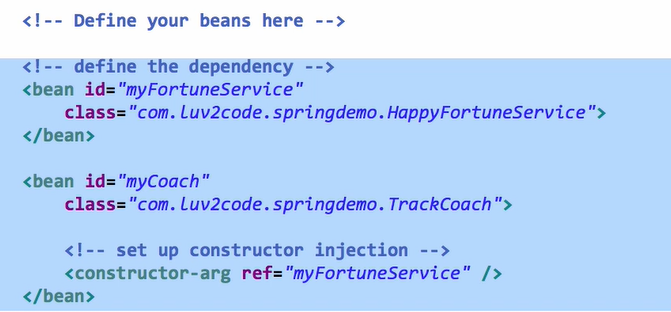 <!-- Define your beans here -->
<!-- define the dependency -->
<bean id="myFortuneService"
class="com.luv2code.springdemo.HappyFortuneService">
</bean>
<bean id="myCoach"
class="com.luv2code.springdemo.TrackCoach">
<!-- set up constructor injection -->
<constructor-arg ref="myFortuneService" />
</bean>